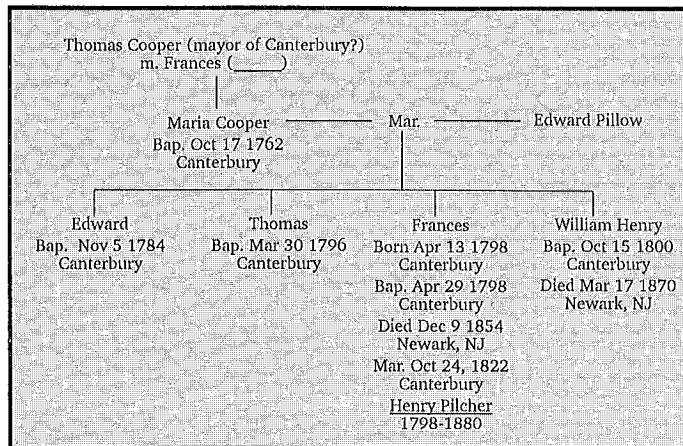 Thomas Cooper (mayor of Canterbury?)
m. Frances (______)
Maria Cooper
Bap. Oct 17 1762
Canterbury
Mar.
Edward Pillow
Edward
Bap. Nov 5 1784
Canterbury
Thomas
Bap. Mar 30 1796
Canterbury
Frances
Born Apr 13 1798
Canterbury
Bap. Apr 29 1798
Canterbury
Died Dec 9 1854
Newark, NJ
Mar. Oct 24, 1822
Canterbury
Henry Pilcher
1798-1880
William Henry
Bap. Oct 15 1800
Canterbury
Died Mar 17 1870
Newark, NJ